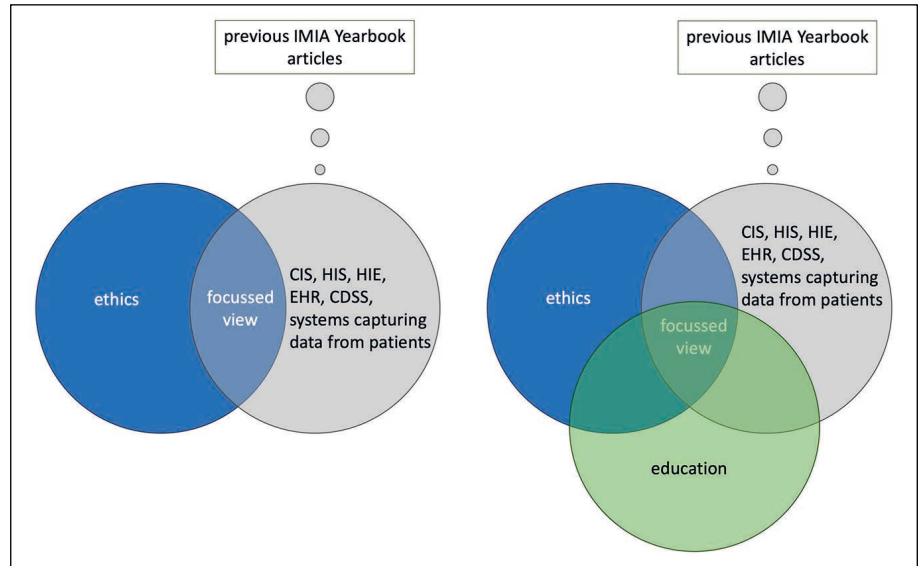 previous IMIA Yearbook
articles
ethics
focussed
view
CIS, HIS, HIE,
EHR, CDSS,
systems capturing
data from patients
previous IMIA Yearbook
articles
ethics
CIS, HIS, HIE,
EHR, CDSS,
systems capturing
data from patients
focussed
view
education